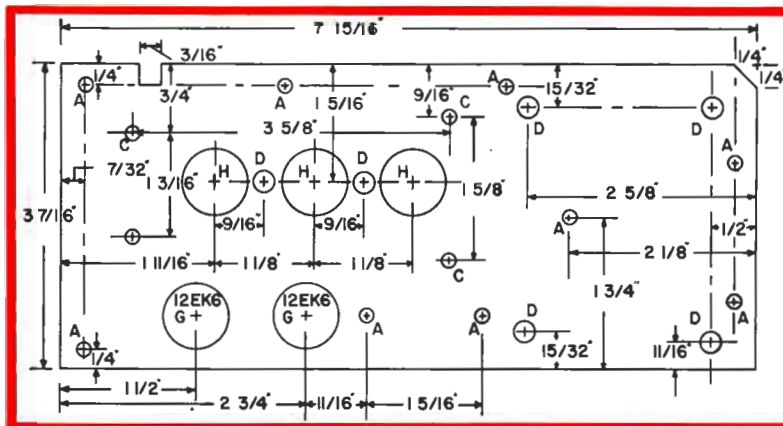 7 15/16"
3/16"
1/4"
1/4"
1/4"
3/4"
A
A
1 5/16"
9/16"
A
15/32"
C
3 5/8"
C
D
D
7/32"
1 3/16"
H
D
H
D
H
1 5/8"
A
2 5/8"
3 7/16"
9/16"
9/16"
A
1/2"
1 11/16"
1 1/8"
1 1/8"
C
2 1/8"
1 3/4"
12EK6
G
12EK6
G
A
A
D
D
A
A
1/4"
15/32"
11/16"
1 1/2"
2 3/4"
11/16"
1 5/16"